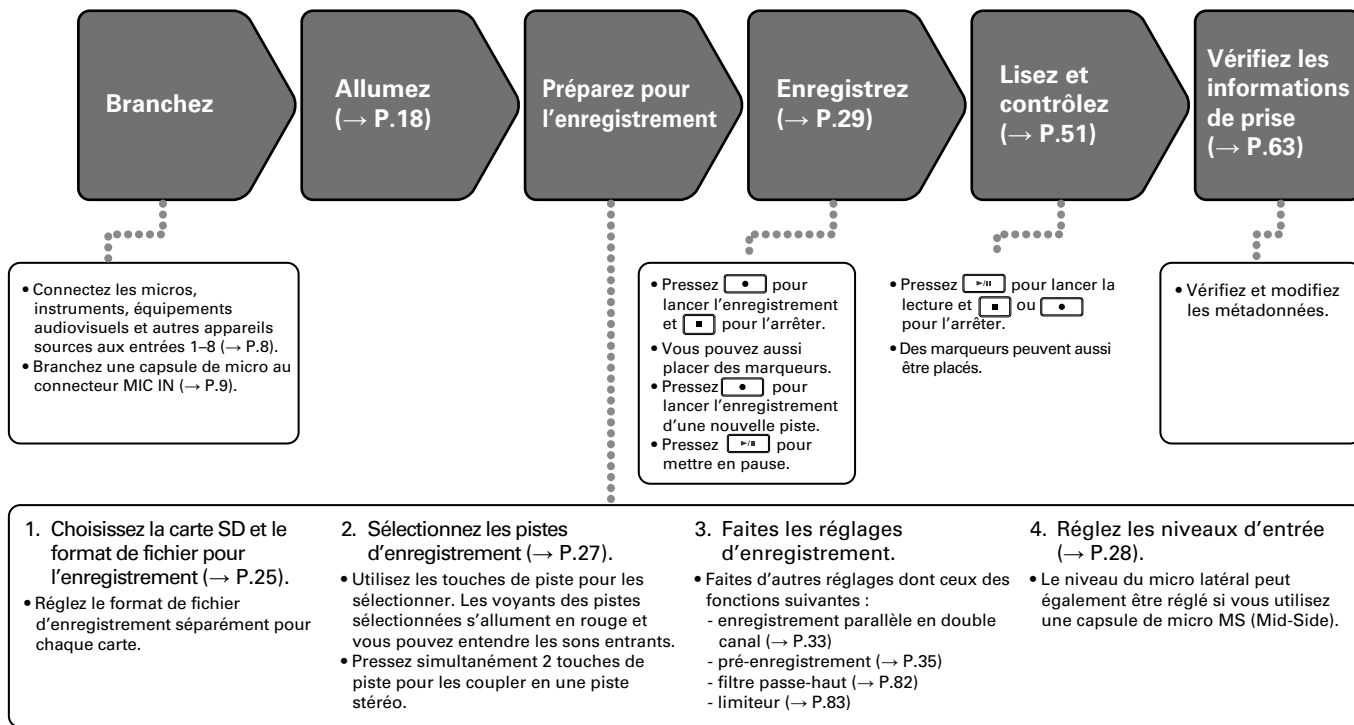 Branchez
Allumez
(→ P.18)
Préparez pour
l'enregistrement
Enregistrez
(→ P.29)
Lisez et
contrôlez
(→ P.51)
Vérifiez les
informations
de prise
(→ P.63)
• Connectez les micros,
instruments, équipements
audiovisuels et autres appareils
sources aux entrées 1–8 (→ P.8).
• Branchez une capsule de micro au
connecteur MIC IN (→ P.9).
• Pressez ● pour
lancer l'enregistrement
et ■ pour l'arrêter.
• Vous pouvez aussi
placer des marqueurs.
• Pressez ● pour
lancer l'enregistrement
d'une nouvelle piste.
• Pressez ►/II pour
mettre en pause.
• Pressez ►/II pour lancer la
lecture et ■ ou ●
pour l'arrêter.
• Des marqueurs peuvent aussi
être placés.
• Vérifiez et modifiez
les métadonnées.
1. Choisissez la carte SD et le
format de fichier pour
l'enregistrement (→ P.25).
• Réglez le format de fichier
d'enregistrement séparément pour
chaque carte.
2. Sélectionnez les pistes
d'enregistrement (→ P.27).
• Utilisez les touches de piste pour les
sélectionner. Les voyants des pistes
sélectionnées s'allument en rouge et
vous pouvez entendre les sons entrants.
• Pressez simultanément 2 touches de
piste pour les coupler en une piste
stéréo.
3. Faites les réglages
d'enregistrement.
• Faites d'autres réglages dont ceux des
fonctions suivantes :
- enregistrement parallèle en double
canal (→ P.33)
- pré-enregistrement (→ P.35)
- filtre passe-haut (→ P.82)
- limiteur (→ P.83)
4. Réglez les niveaux d'entrée
(→ P.28).
• Le niveau du micro latéral peut
également être réglé si vous utilisez
une capsule de micro MS (Mid-Side).